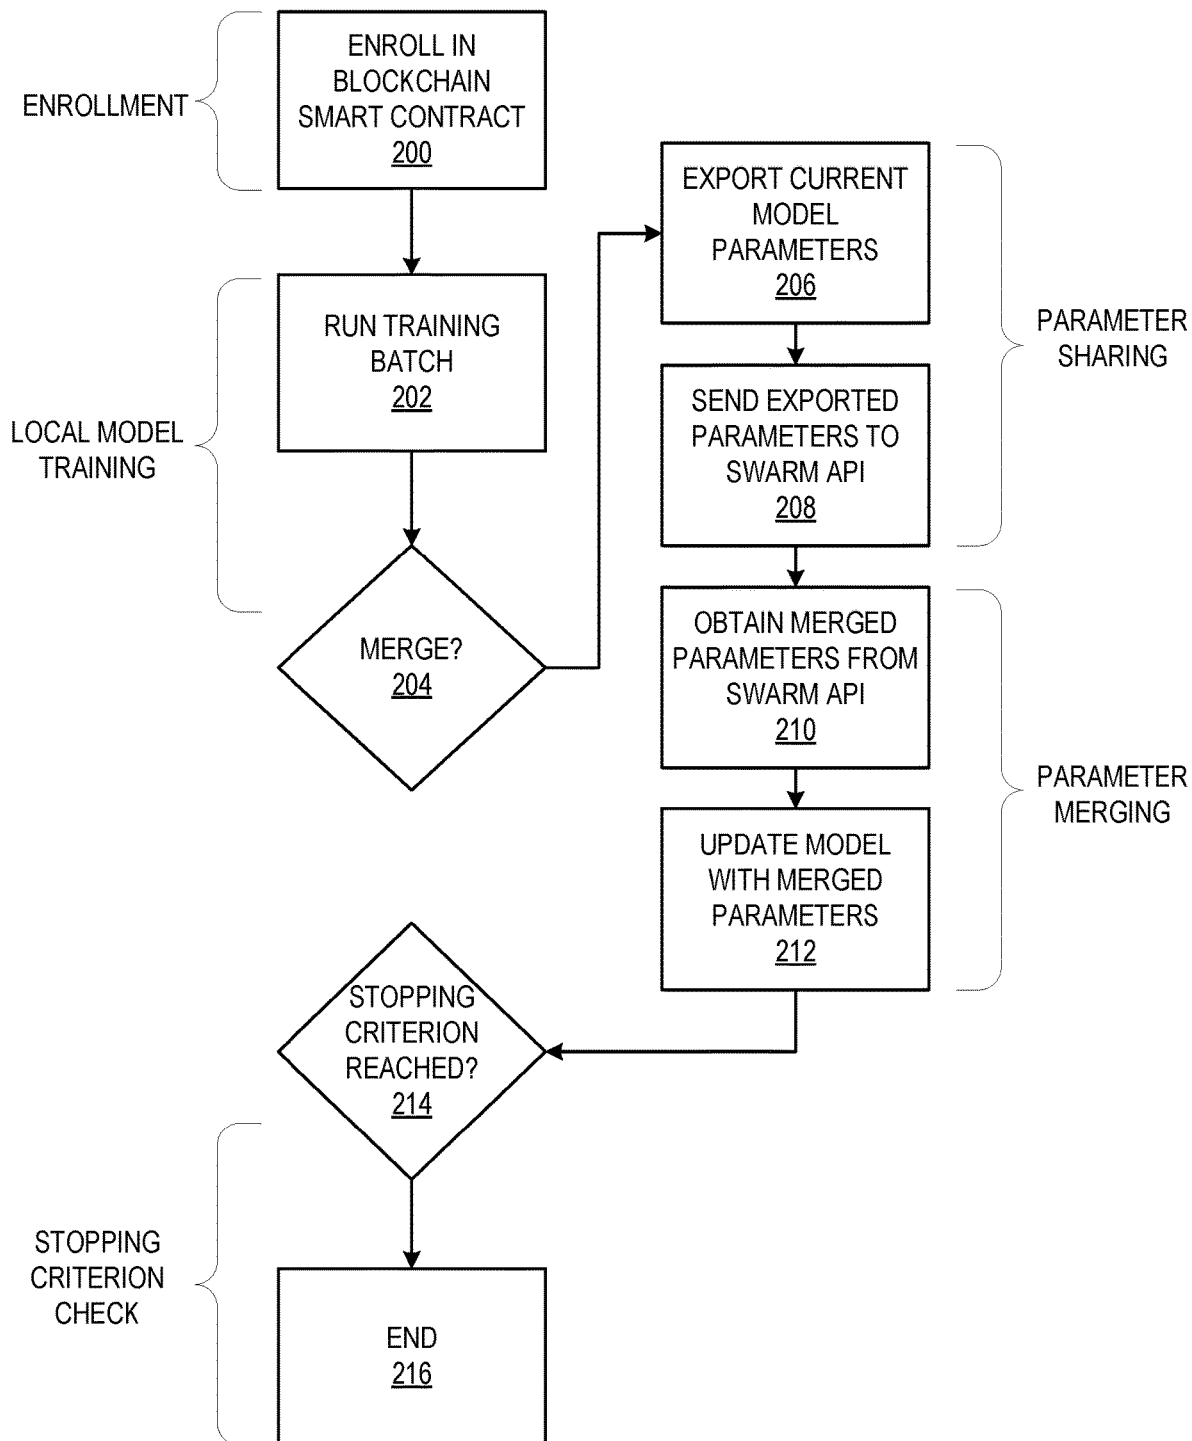 ENROLLMENT
ENROLL IN
BLOCKCHAIN
SMART CONTRACT
200
LOCAL MODEL
TRAINING
RUN TRAINING
BATCH
202
MERGE?
204
EXPORT CURRENT
MODEL
PARAMETERS
206
SEND EXPORTED
PARAMETERS TO
SWARM API
208
PARAMETER
SHARING
OBTAIN MERGED
PARAMETERS FROM
SWARM API
210
UPDATE MODEL
WITH MERGED
PARAMETERS
212
PARAMETER
MERGING
STOPPING
CRITERION
REACHED?
214
STOPPING
CRITERION
CHECK
END
216